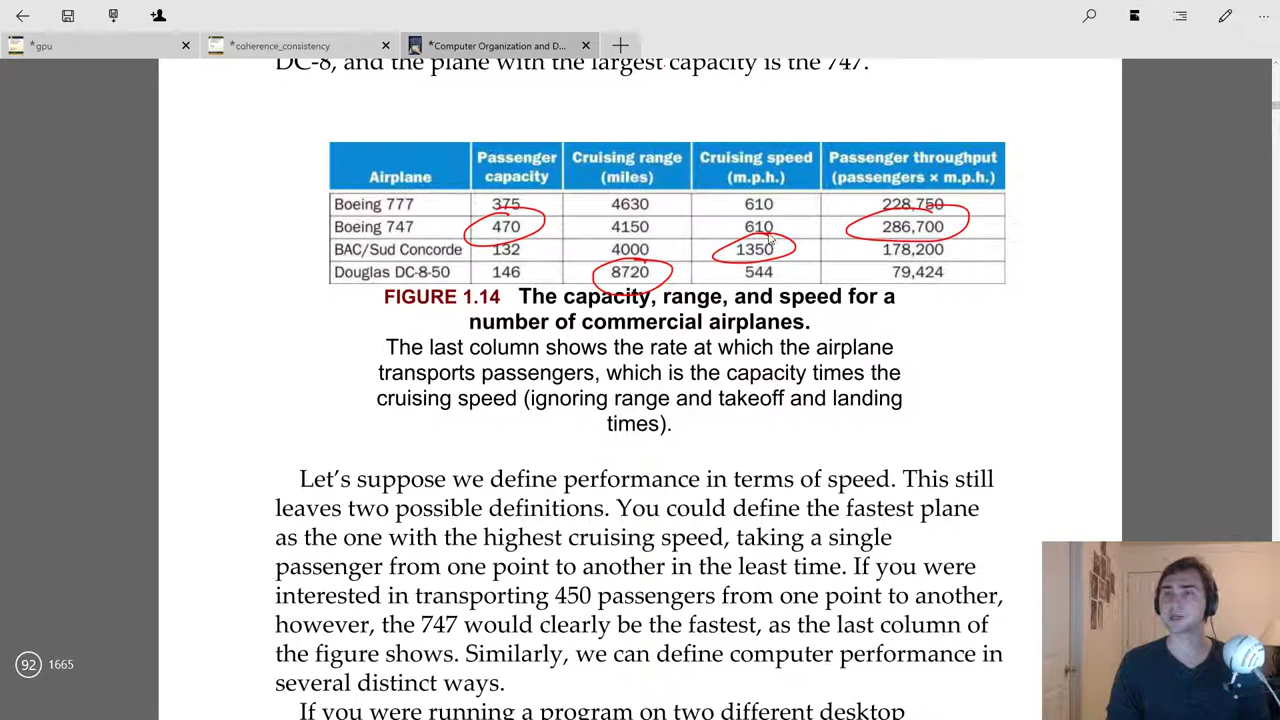 *gpu
*coherence_consistency
*Computer Organization and D...
DC-8, and the plane with the largest capacity is the 747.
Airplane Passenger capacity Cruising range (miles) Cruising speed (m.p.h.) Passenger throughput (passengers × m.p.h.)
Boeing 777 375 4630 610 228,750
Boeing 747 470 4150 610 286,700
BAC/Sud Concorde 132 4000 1350 178,200
Douglas DC-8-50 146 8720 544 79,424
FIGURE 1.14 The capacity, range, and speed for a
number of commercial airplanes.
The last column shows the rate at which the airplane
transports passengers, which is the capacity times the
cruising speed (ignoring range and takeoff and landing
times).
Let's suppose we define performance in terms of speed. This still
leaves two possible definitions. You could define the fastest plane
as the one with the highest cruising speed, taking a single
passenger from one point to another in the least time. If you were
interested in transporting 450 passengers from one point to another,
however, the 747 would clearly be the fastest, as the last column of
the figure shows. Similarly, we can define computer performance in
several distinct ways.
If you were running a program on two different desktop
92 1665